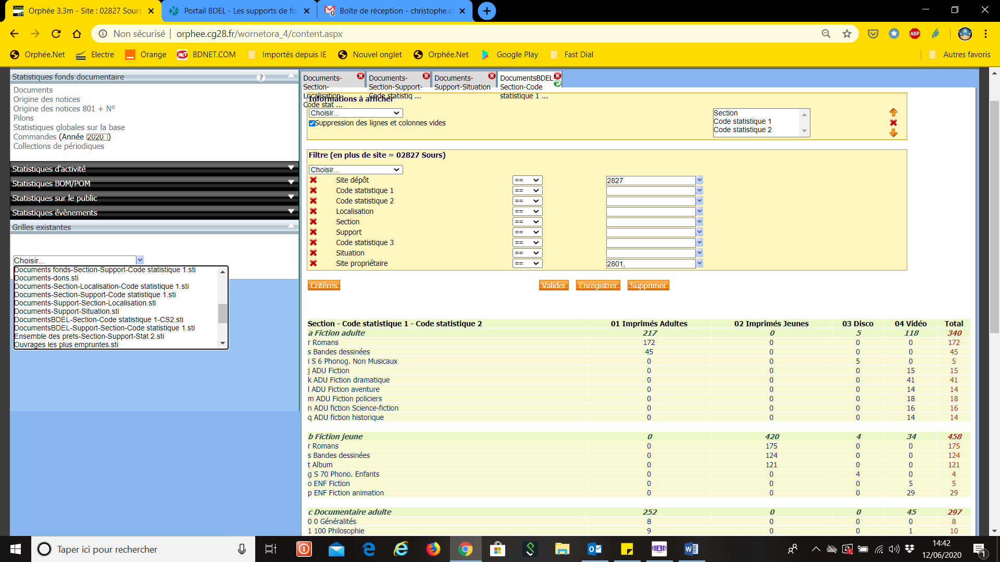 Orphée 3.3m - Site : 02827 Sours
Portail BDEL - Les supports de fo
Boîte de réception - christophe.c
Non sécurisé | orphee.cg28.fr/wornetora_4/content.aspx
ABP
Orphée.Net
Electre
Orange
BDNET.COM
Importés depuis IE
Nouvel onglet
Orphée.Net
Google Play
Fast Dial
Autres favoris
Statistiques fonds documentaire
?
Documents
Origine des notices
Origine des notices 801 + N°
Pilons
Statistiques globales sur la base
Commandes (Année 2020 )
Collections de périodiques
Statistiques d'activité
Statistiques BOM/POM
Statistiques sur le public
Statistiques évènements
Grilles existantes
Choisir...
Documents fonds-Section-Support-Code statistique 1.sti
Documents-dons.sti
Documents-Section-Localisation-Code statistique 1.sti
Documents-Section-Support-Code statistique 1.sti
Documents-Support-Section-Localisation.sti
Documents-Support-Situation.sti
DocumentsBDEL-Section-Code statistique 1-CS2.sti
DocumentsBDEL-Support-Section-Code statistique 1.sti
Ensemble des prets-Section-Support-Stat 2.sti
Ouvrages les plus empruntes.sti
Documents-
Section-
Localisation-
Code stat ...
Documents-
Section-Support-
Code statistiq ...
Documents-
Support-Situation
DocumentsBDEL-
Section-Code
statistique 1 ...
Informations à afficher
Choisir...
Suppression des lignes et colonnes vides
Section
Code statistique 1
Code statistique 2
Filtre (en plus de site = 02827 Sours)
Choisir...
Site dépôt == 2827
Code statistique 1 ==
Code statistique 2 ==
Localisation ==
Section ==
Support ==
Code statistique 3 ==
Situation ==
Site propriétaire == 2801,
Critères
Valider
Enregistrer
Supprimer
Section - Code statistique 1 - Code statistique 2 01 Imprimés Adultes 02 Imprimés Jeunes 03 Disco 04 Vidéo Total
a Fiction adulte 217 0 5 118 340
r Romans 172 0 0 0 172
s Bandes dessinées 45 0 0 0 45
i S 6 Phonog. Non Musicaux 0 0 5 0 5
j ADU Fiction 0 0 0 15 15
k ADU Fiction dramatique 0 0 0 41 41
l ADU Fiction aventure 0 0 0 14 14
m ADU Fiction policiers 0 0 0 18 18
n ADU fiction Science-fiction 0 0 0 16 16
q ADU fiction historique 0 0 0 14 14
b Fiction jeune 0 420 4 34 458
r Romans 0 175 0 0 175
s Bandes dessinées 0 124 0 0 124
t Album 0 121 0 0 121
g S 70 Phono. Enfants 0 0 4 0 4
o ENF Fiction 0 0 0 5 5
p ENF Fiction animation 0 0 0 29 29
c Documentaire adulte 252 0 0 45 297
0 0 Généralités 8 0 0 0 8
1 100 Philosophie 9 0 0 1 10
Taper ici pour rechercher
14:42
12/06/2020
1